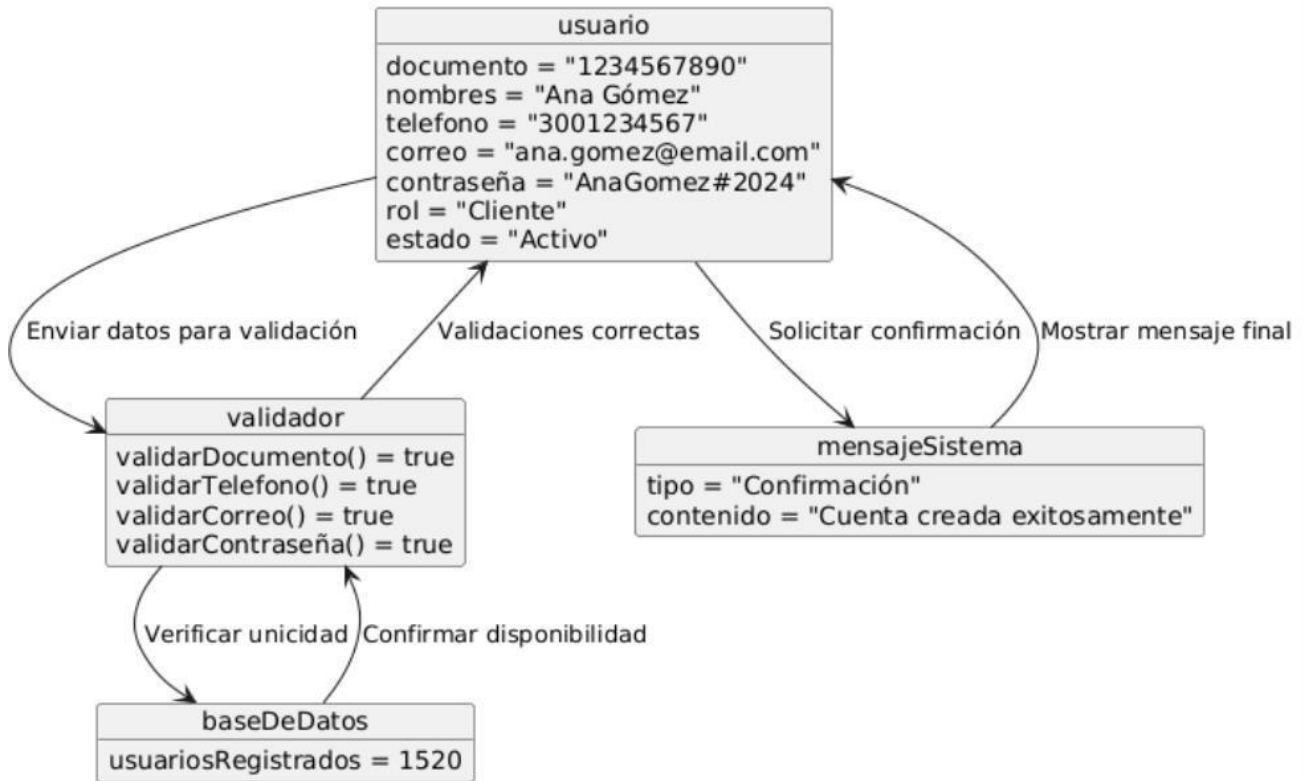 usuario
documento = "1234567890"
nombres = "Ana Gómez"
telefono = "3001234567"
correo = "ana.gomez@email.com"
contraseña = "AnaGomez#2024"
rol = "Cliente"
estado = "Activo"
Enviar datos para validación
Validaciones correctas
Solicitar confirmación
Mostrar mensaje final
validador
validarDocumento() = true
validarTelefono() = true
validarCorreo() = true
validarContraseña() = true
mensajeSistema
tipo = "Confirmación"
contenido = "Cuenta creada exitosamente"
Verificar unicidad
Confirmar disponibilidad
baseDeDatos
usuariosRegistrados = 1520